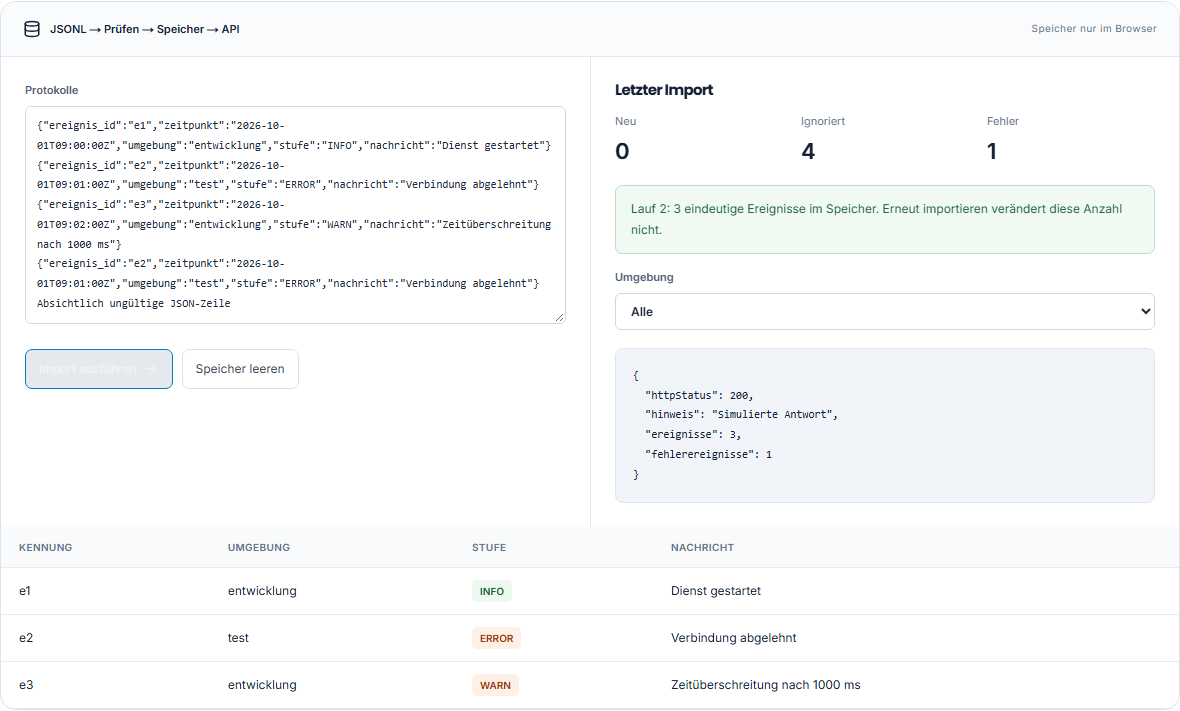 JSONL → Prüfen → Speicher → API
Speicher nur im Browser
Protokolle
{"ereignis_id":"e1","zeitpunkt":"2026-10-
01T09:00:00Z","umgebung":"entwicklung","stufe":"INFO","nachricht":"Dienst gestartet"}
{"ereignis_id":"e2","zeitpunkt":"2026-10-
01T09:01:00Z","umgebung":"test","stufe":"ERROR","nachricht":"Verbindung abgelehnt"}
{"ereignis_id":"e3","zeitpunkt":"2026-10-
01T09:02:00Z","umgebung":"entwicklung","stufe":"WARN","nachricht":"Zeitüberschreitung
nach 1000 ms"}
{"ereignis_id":"e2","zeitpunkt":"2026-10-
01T09:01:00Z","umgebung":"test","stufe":"ERROR","nachricht":"Verbindung abgelehnt"}
Absichtlich ungültige JSON-Zeile
Import ausführen →
Speicher leeren
Letzter Import
Neu Ignoriert Fehler
0 4 1
Lauf 2: 3 eindeutige Ereignisse im Speicher. Erneut importieren verändert diese Anzahl
nicht.
Umgebung
Alle
{
"httpStatus": 200,
"hinweis": "Simulierte Antwort",
"ereignisse": 3,
"fehlerereignisse": 1
}
KENNUNG UMGEBUNG STUFE NACHRICHT
e1 entwicklung INFO Dienst gestartet
e2 test ERROR Verbindung abgelehnt
e3 entwicklung WARN Zeitüberschreitung nach 1000 ms